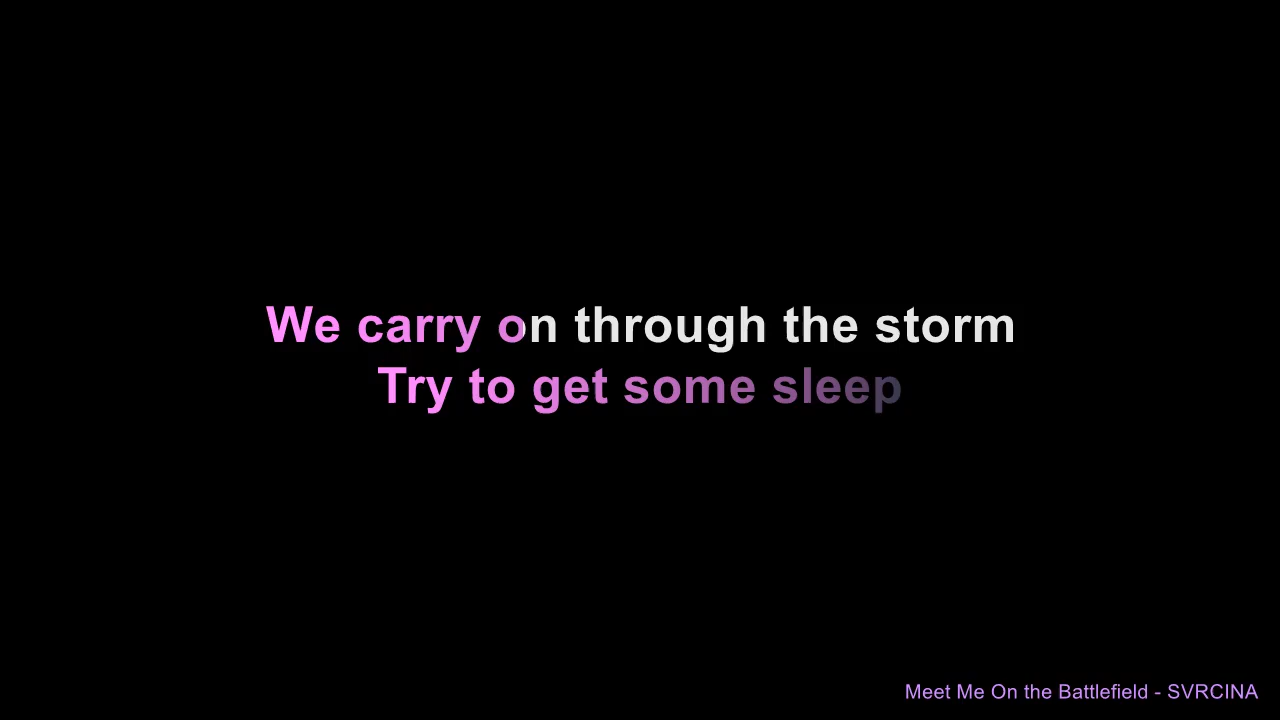 We carry on through the storm
Try to get some sleep
Meet Me On the Battlefield - SVRCINA